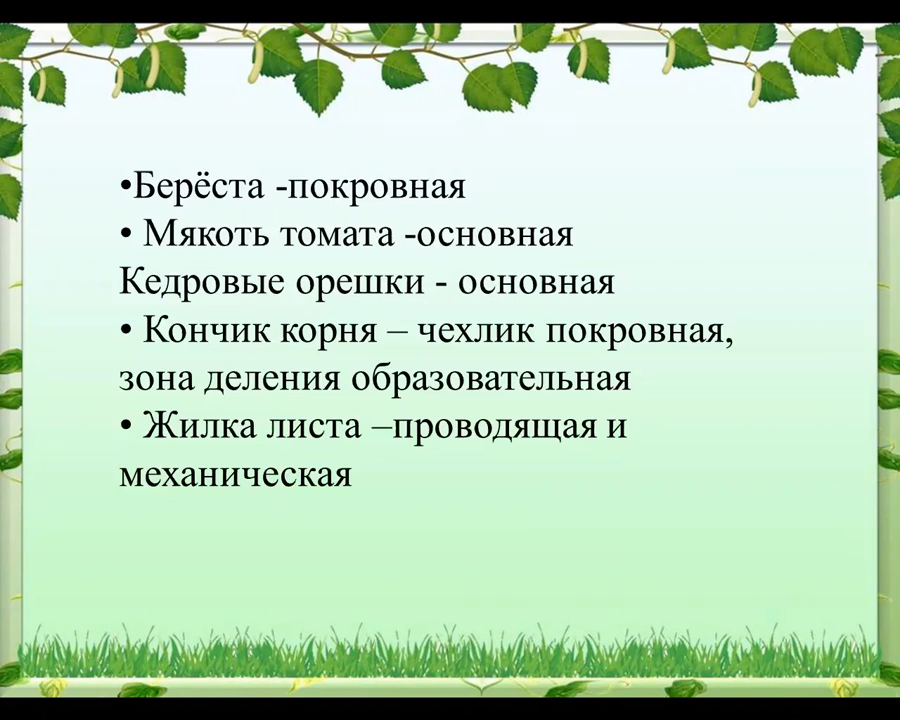 •Берёста -покровная
• Мякоть томата -основная
Кедровые орешки - основная
• Кончик корня – чехлик покровная,
зона деления образовательная
• Жилка листа –проводящая и
механическая